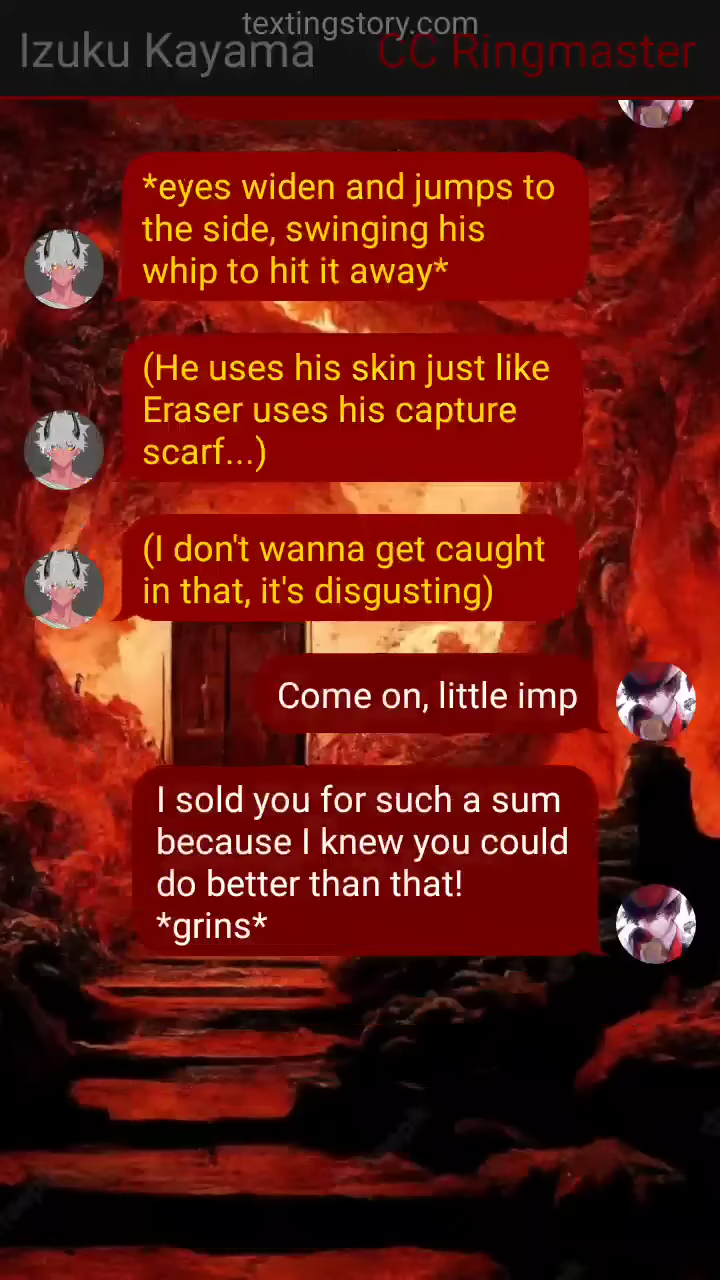 textingstory.com
Izuku Kayama
CC Ringmaster
*eyes widen and jumps to
the side, swinging his
whip to hit it away*
(He uses his skin just like
Eraser uses his capture
scarf...)
(I don't wanna get caught
in that, it's disgusting)
Come on, little imp
I sold you for such a sum
because I knew you could
do better than that!
*grins*